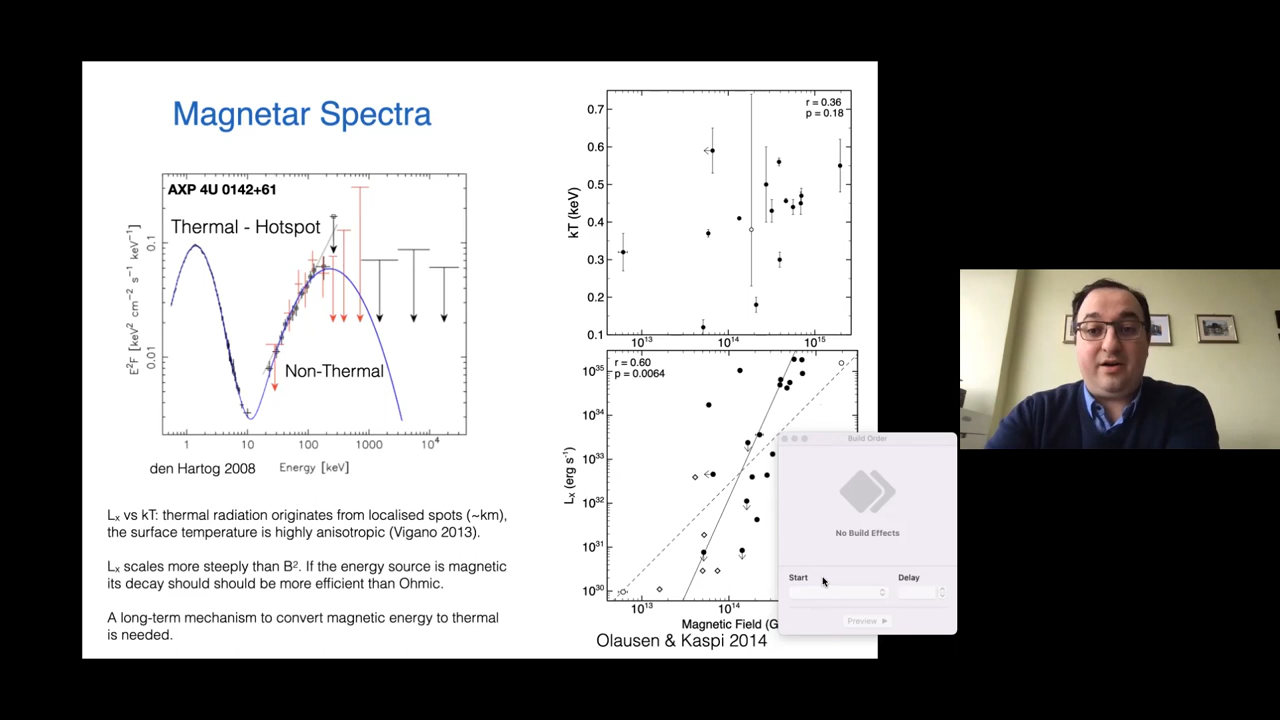 Magnetar Spectra
AXP 4U 0142+61
Thermal - Hotspot
Non-Thermal
E²F [keV² cm⁻² s⁻¹ keV⁻¹]
0.1
0.01
1
10
100
1000
10⁴
den Hartog 2008
Energy [keV]
Lₓ vs kT: thermal radiation originates from localised spots (~km),
the surface temperature is highly anisotropic (Vigano 2013).
Lₓ scales more steeply than B². If the energy source is magnetic
its decay should should be more efficient than Ohmic.
A long-term mechanism to convert magnetic energy to thermal
is needed.
r = 0.36
p = 0.18
kT (keV)
0.7
0.6
0.5
0.4
0.3
0.2
0.1
10¹³
10¹⁴
10¹⁵
r = 0.60
p = 0.0064
Lₓ (erg s⁻¹)
10³⁵
10³⁴
10³³
10³²
10³¹
10³⁰
10¹³
10¹⁴
Magnetic Field (G
Olausen & Kaspi 2014
Build Order
No Build Effects
Start
Delay
Preview